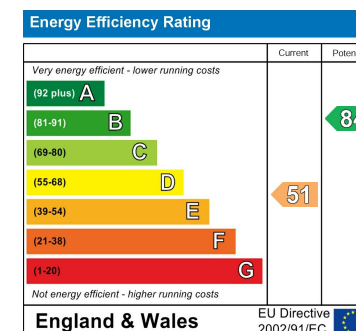 Energy Efficiency Rating
Current
Very energy efficient - lower running costs
(92 plus) A
(81-91) B
(69-80) C
(55-68) D
(39-54) E
51
(21-38) F
(1-20) G
Not energy efficient - higher running costs
England & Wales
EU Directive
2002/91/EC